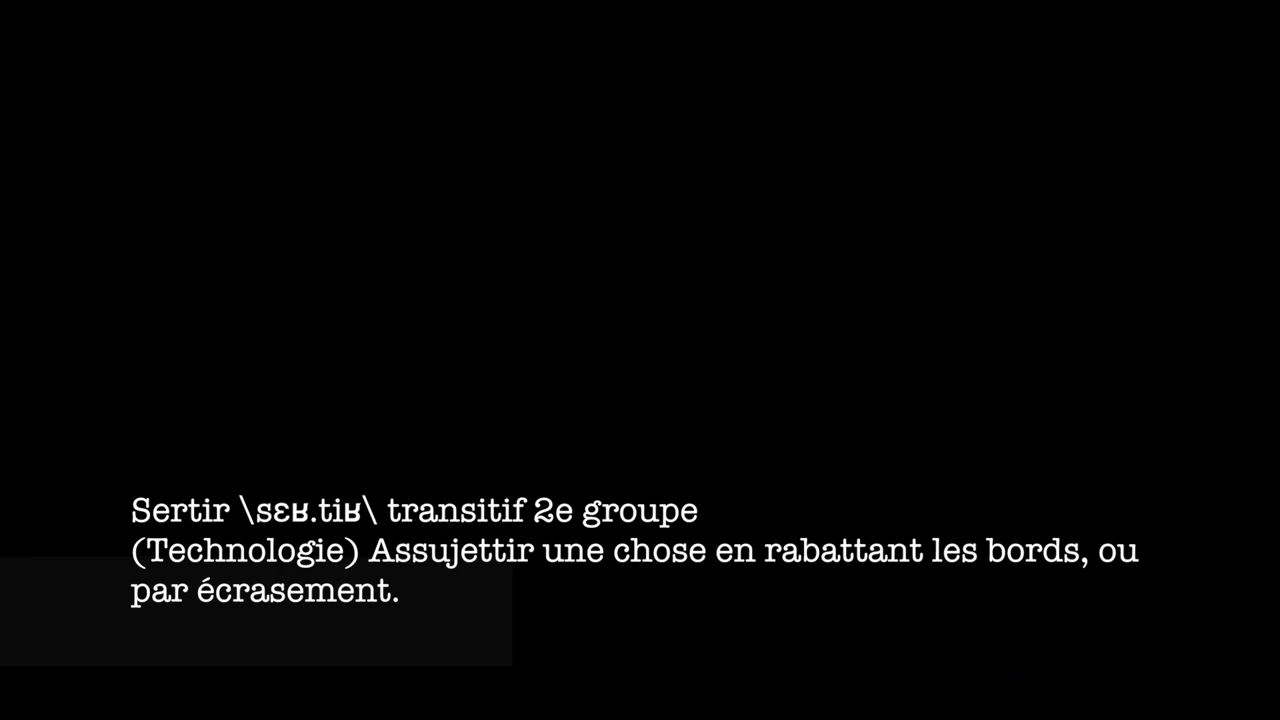 Sertir \sɛʁ.tiʁ\ transitif 2e groupe
(Technologie) Assujettir une chose en rabattant les bords, ou
par écrasement.